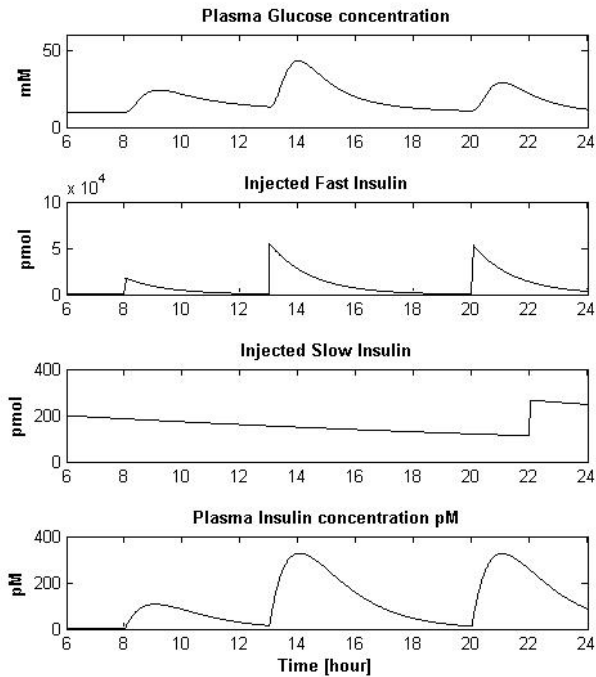 Plasma Glucose concentration
50
mM
0
6 8 10 12 14 16 18 20 22 24
x 10^4
Injected Fast Insulin
10
pmol
5
0
6 8 10 12 14 16 18 20 22 24
Injected Slow Insulin
400
pmol
200
0
6 8 10 12 14 16 18 20 22 24
Plasma Insulin concentration pM
400
pM
200
0
6 8 10 12 14 16 18 20 22 24
Time [hour]